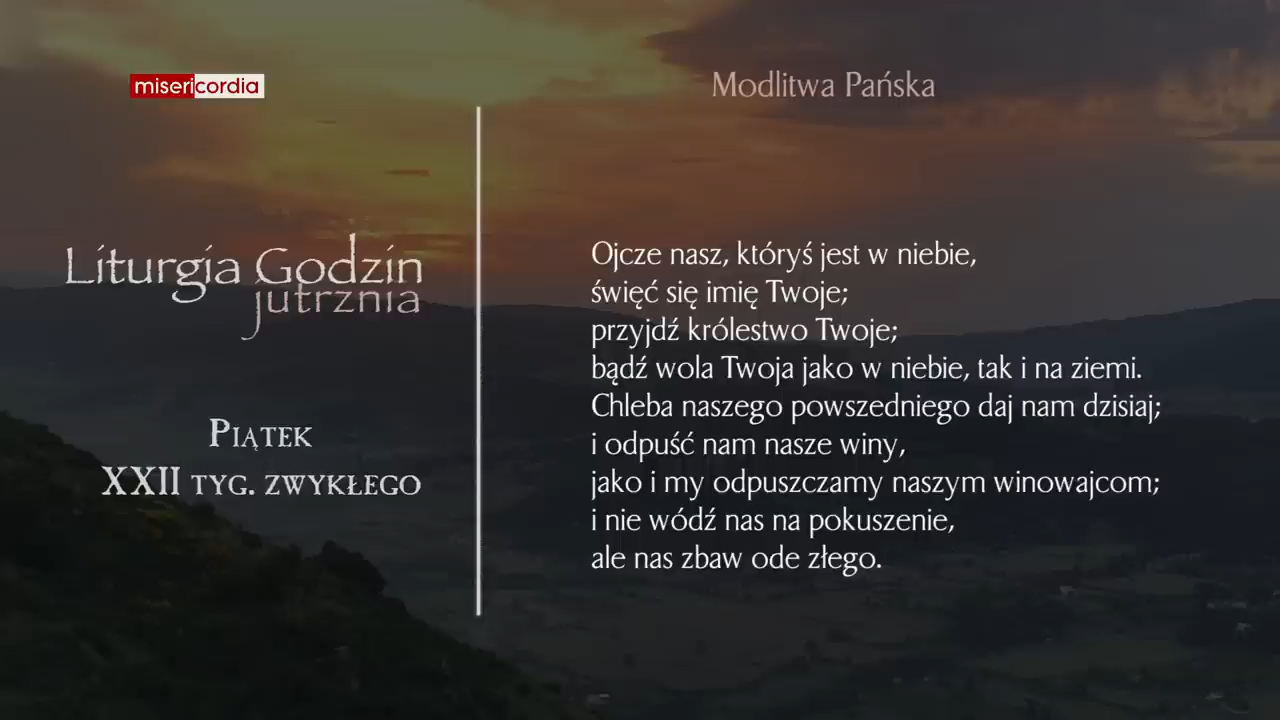 misericordia
Liturgia Godzin
jutrznia
Piątek
XXII tyg. zwykłego
Modlitwa Pańska
Ojcze nasz, któryś jest w niebie,
święć się imię Twoje;
przyjdź królestwo Twoje;
bądź wola Twoja jako w niebie, tak i na ziemi.
Chleba naszego powszedniego daj nam dzisiaj;
i odpuść nam nasze winy,
jako i my odpuszczamy naszym winowajcom;
i nie wódź nas na pokuszenie,
ale nas zbaw ode złego.